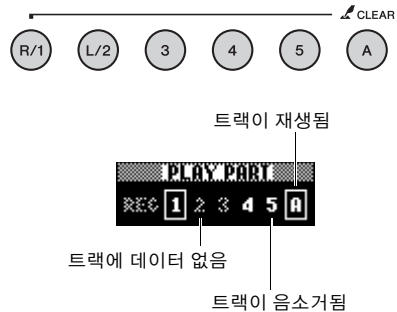 CLEAR
R/1 L/2 3 4 5 A
트랙이 재생됨
PLAY PART
REC 1 2 3 4 5 A
트랙에 데이터 없음
트랙이 음소거됨